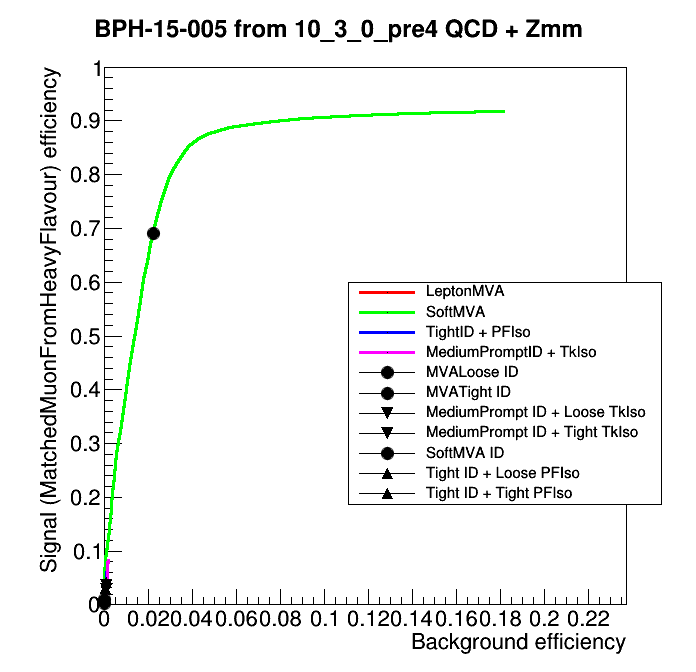 BPH-15-005 from 10_3_0_pre4 QCD + Zmm
Signal (MatchedMuonFromHeavyFlavour) efficiency
1
0.9
0.8
0.7
0.6
0.5
0.4
0.3
0.2
0.1
0
LeptonMVA
SoftMVA
TightID + PFIso
MediumPromptID + TkIso
MVALoose ID
MVATight ID
MediumPrompt ID + Loose TkIso
MediumPrompt ID + Tight TkIso
SoftMVA ID
Tight ID + Loose PFIso
Tight ID + Tight PFIso
0 0.02 0.04 0.06 0.08 0.1 0.12 0.14 0.16 0.18 0.2 0.22
Background efficiency